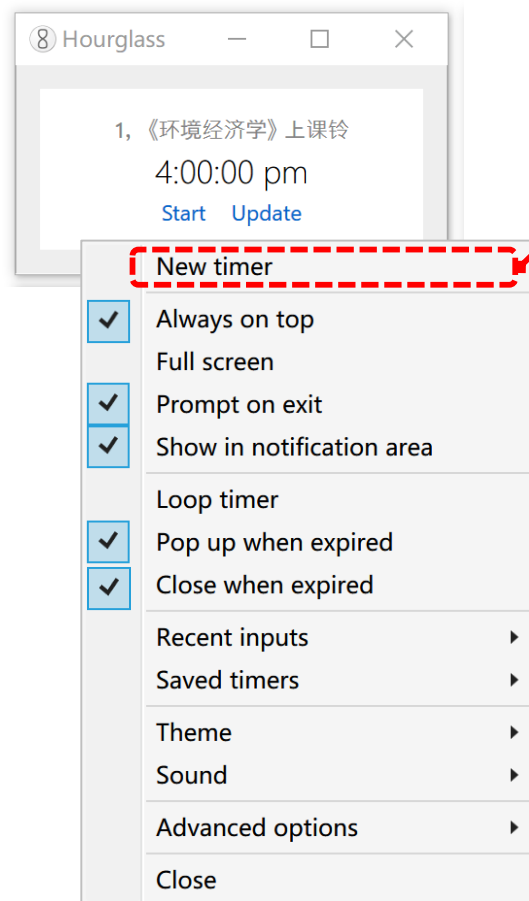 Hourglass
1, 《环境经济学》上课铃
4:00:00 pm
Start Update
New timer
Always on top
Full screen
Prompt on exit
Show in notification area
Loop timer
Pop up when expired
Close when expired
Recent inputs
Saved timers
Theme
Sound
Advanced options
Close